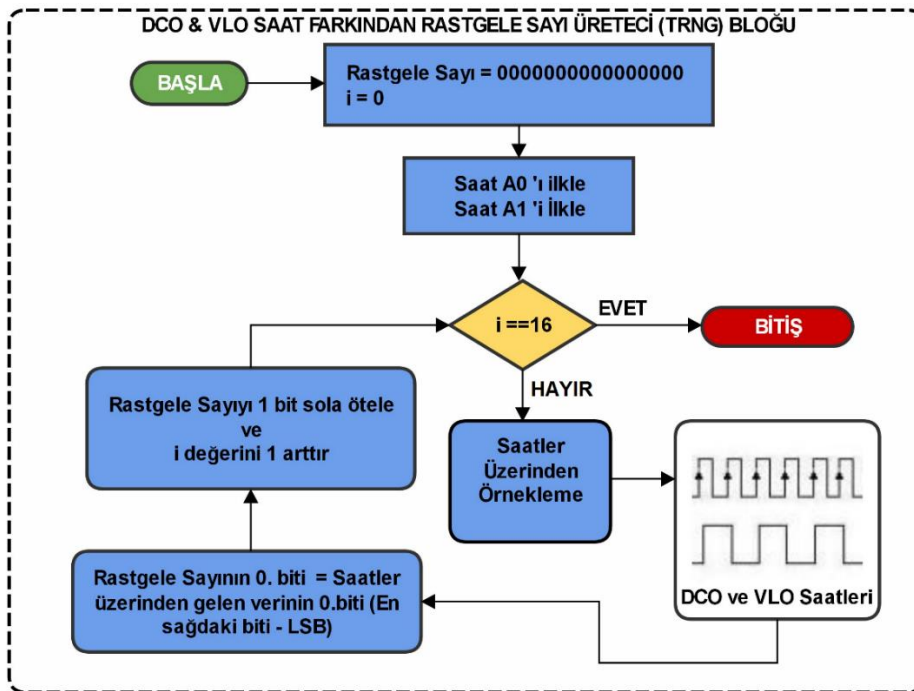 DCO & VLO SAAT FARKINDAN RASTGELE SAYI ÜRETECİ (TRNG) BLOĞU
BAŞLA
Rastgele Sayı = 0000000000000000
i = 0
Saat A0 'ı ilkle
Saat A1 'i İlkle
i ==16
EVET
BİTİŞ
HAYIR
Rastgele Sayıyı 1 bit sola ötele
ve
i değerini 1 arttır
Saatler
Üzerinden
Örnekleme
DCO ve VLO Saatleri
Rastgele Sayının 0. biti = Saatler
üzerinden gelen verinin 0.biti (En
sağdaki biti - LSB)